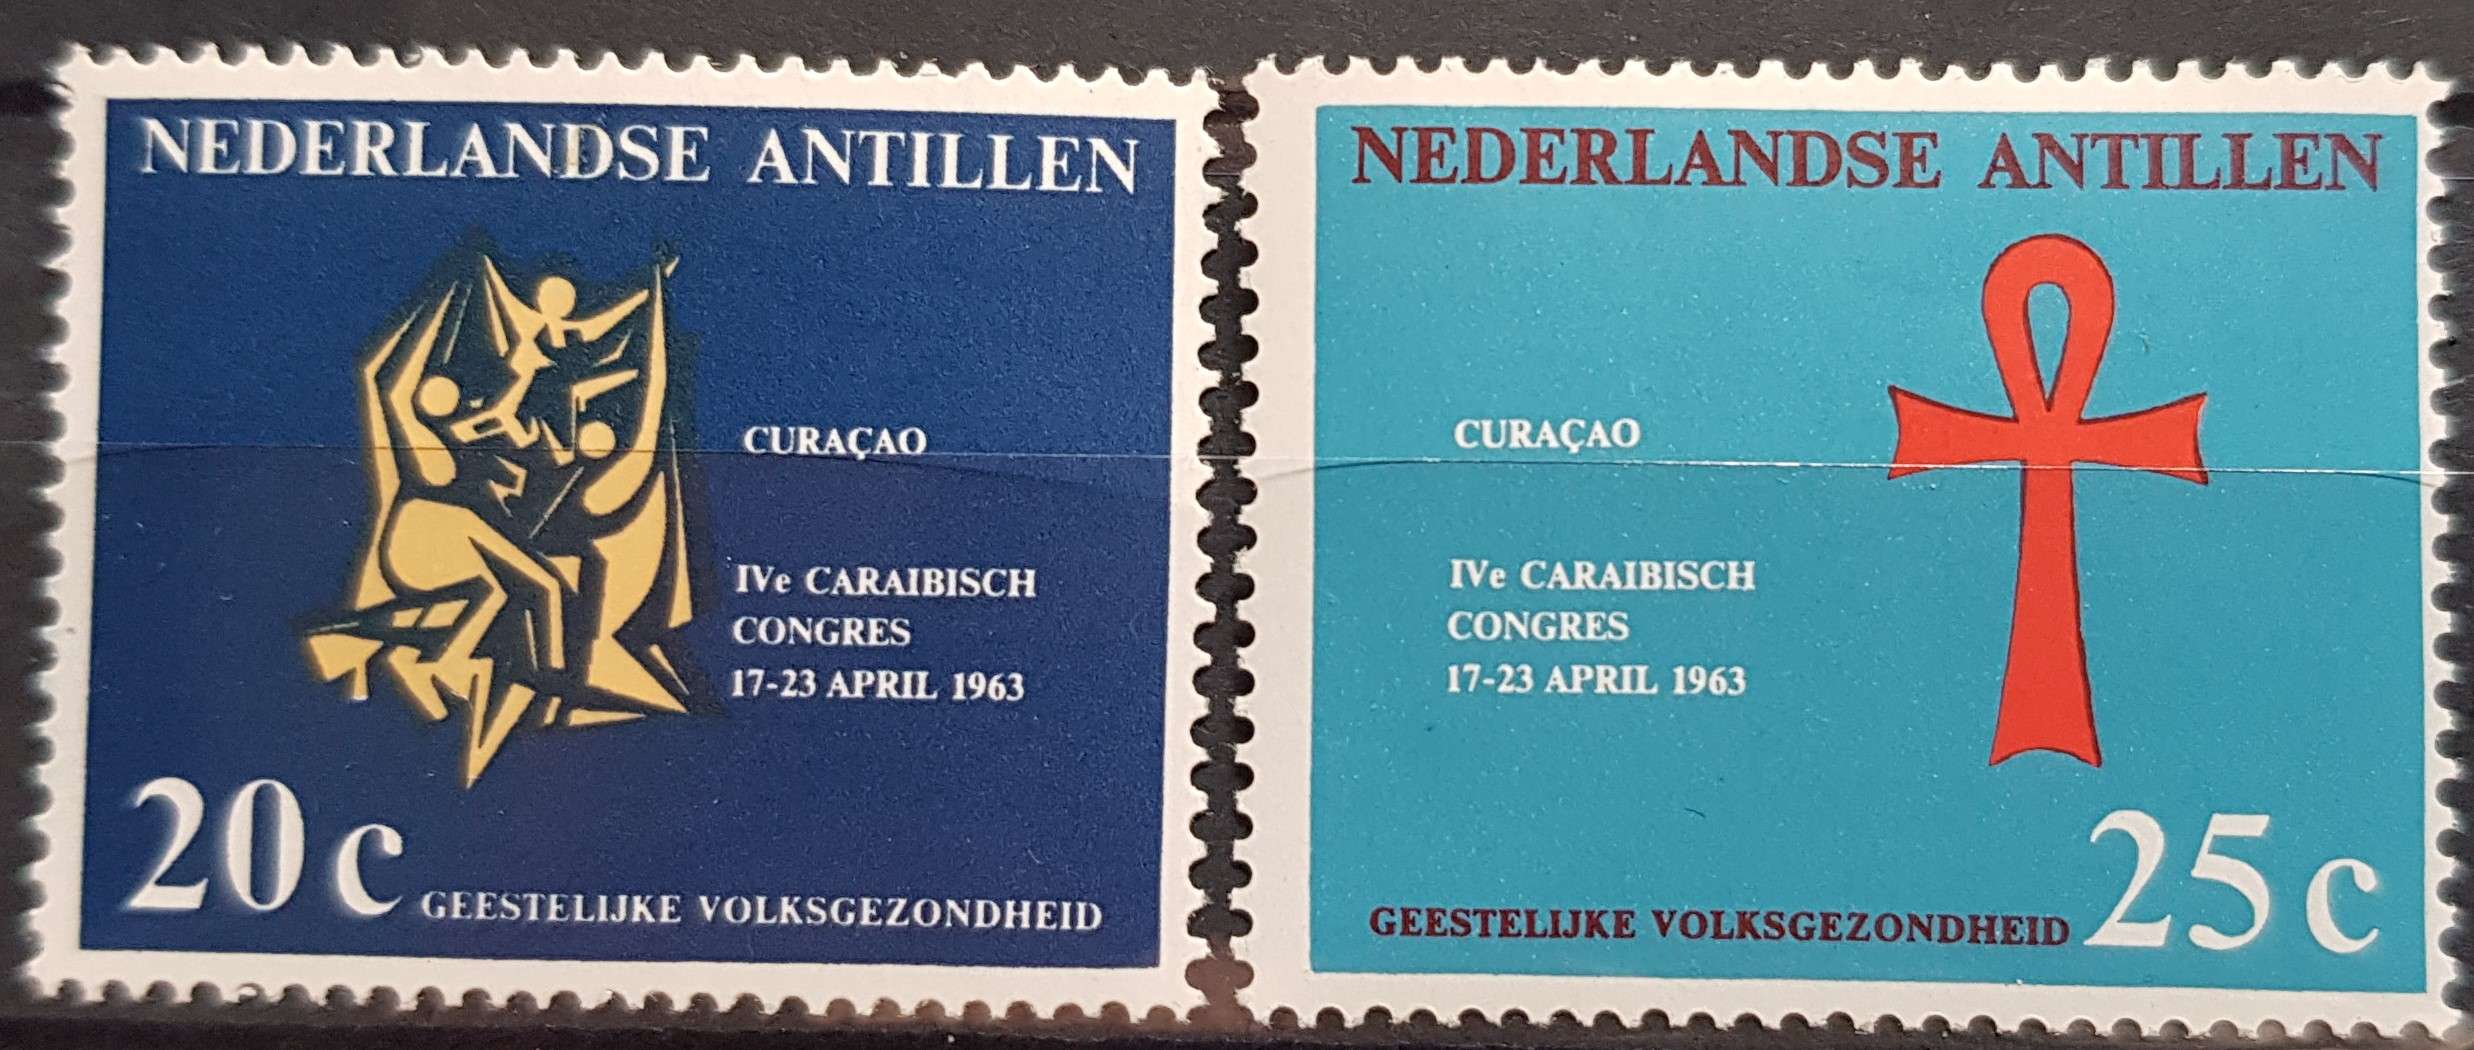 NEDERLANDSE ANTILLEN
CURAÇAO
IVe CARAIBISCH
CONGRES
17-23 APRIL 1963
20c
GEESTELIJKE VOLKSGEZONDHEID
NEDERLANDSE ANTILLEN
CURAÇAO
IVe CARAIBISCH
CONGRES
17-23 APRIL 1963
GEESTELIJKE VOLKSGEZONDHEID
25c